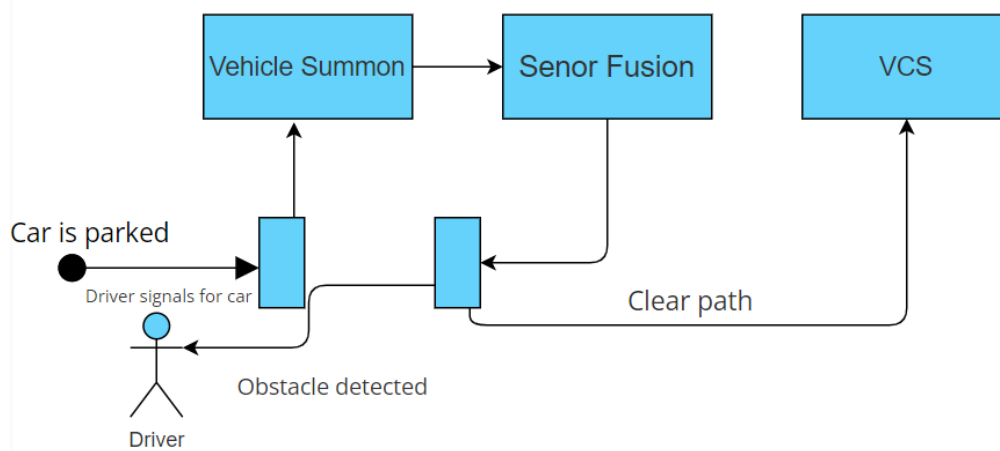 Vehicle Summon
Senor Fusion
VCS
Car is parked
Driver signals for car
Clear path
Obstacle detected
Driver